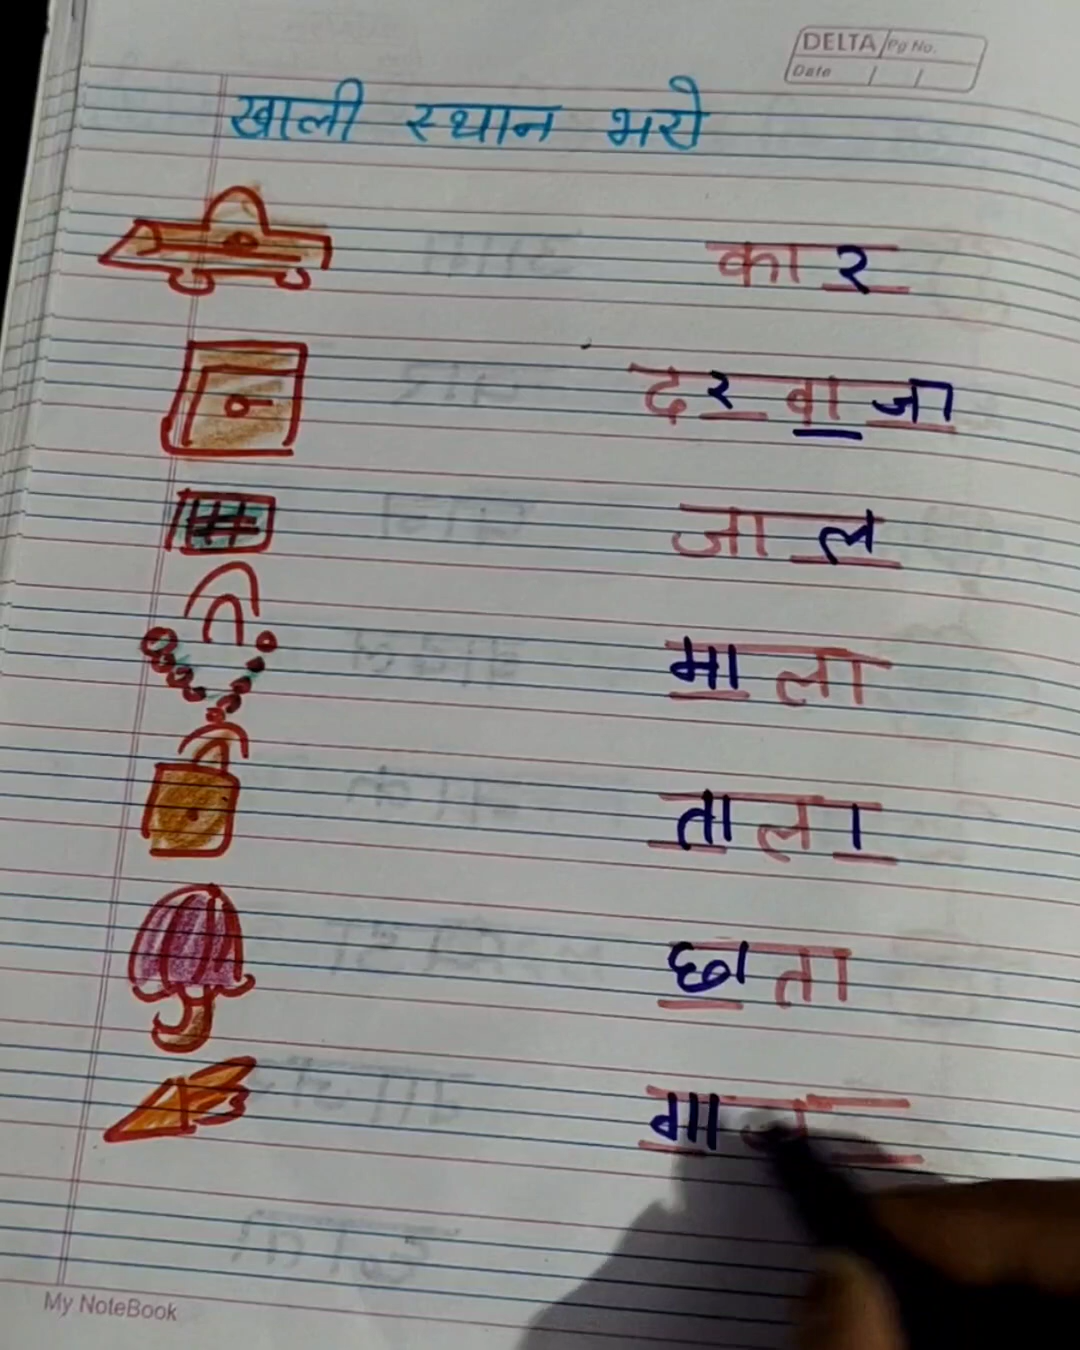 DELTA Pg No.
Date / /
खाली स्थान भरो
कार
दरवाजा
जाल
माला
ताला
छाता
गा
My NoteBook